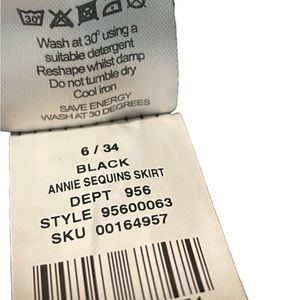 30°
Wash at 30° using a
suitable detergent
Reshape whilst damp
Do not tumble dry
Cool iron
SAVE ENERGY
WASH AT 30 DEGREES
6 / 34
BLACK
ANNIE SEQUINS SKIRT
DEPT 956
STYLE 95600063
SKU 00164957